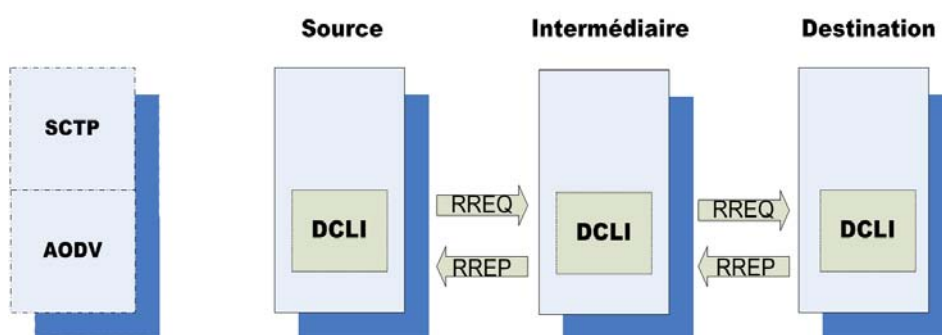 Source
Intermédiaire
Destination
SCTP
AODV
DCLI
RREQ
RREP
DCLI
RREQ
RREP
DCLI